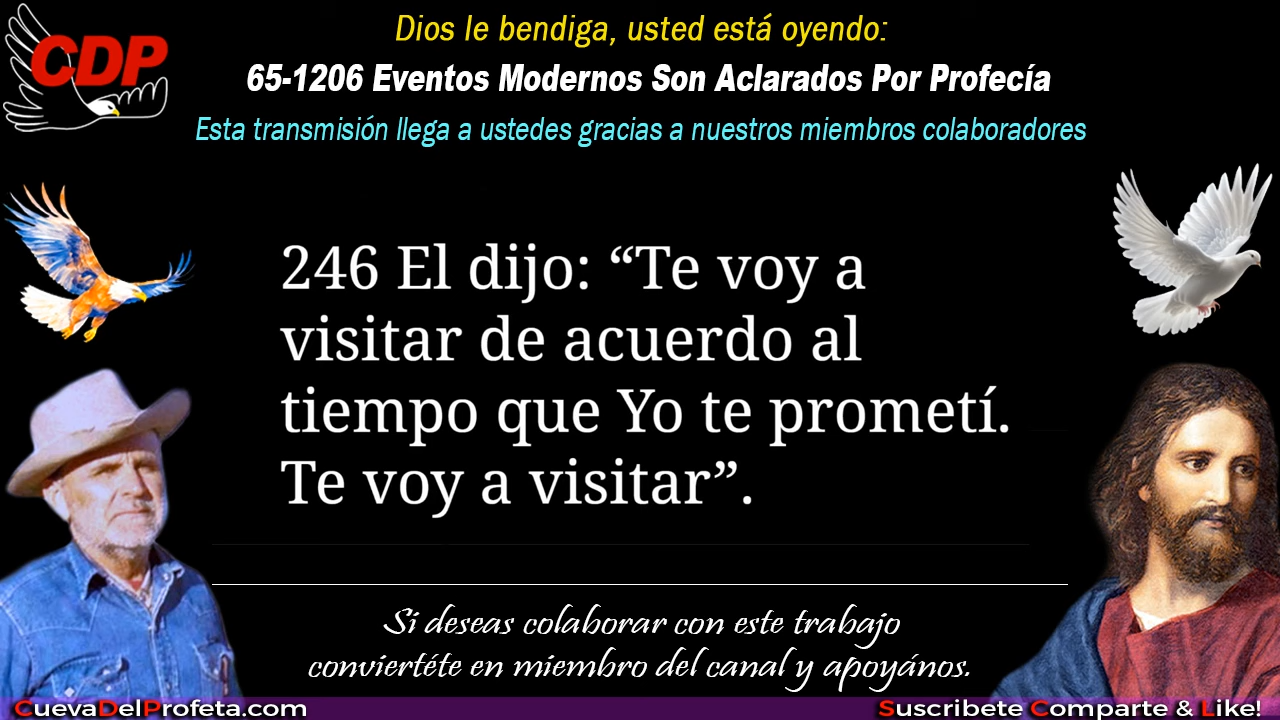 CDP
Dios le bendiga, usted está oyendo:
65-1206 Eventos Modernos Son Aclarados Por Profecía
Esta transmisión llega a ustedes gracias a nuestros miembros colaboradores
246 El dijo: “Te voy a
visitar de acuerdo al
tiempo que Yo te prometí.
Te voy a visitar”.
Si deseas colaborar con este trabajo
conviertéte en miembro del canal y apoyános.
CuevaDelProfeta.com
Suscribete Comparte & Like!